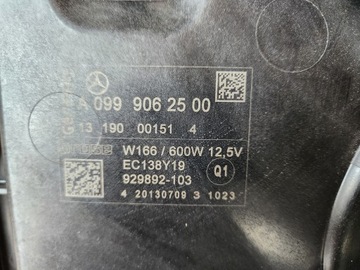 A 099 906 25 00
13 190 00151 4
W166 / 600W 12,5V
EC138Y19
Q1
929892-103
4 20130709 3 1023